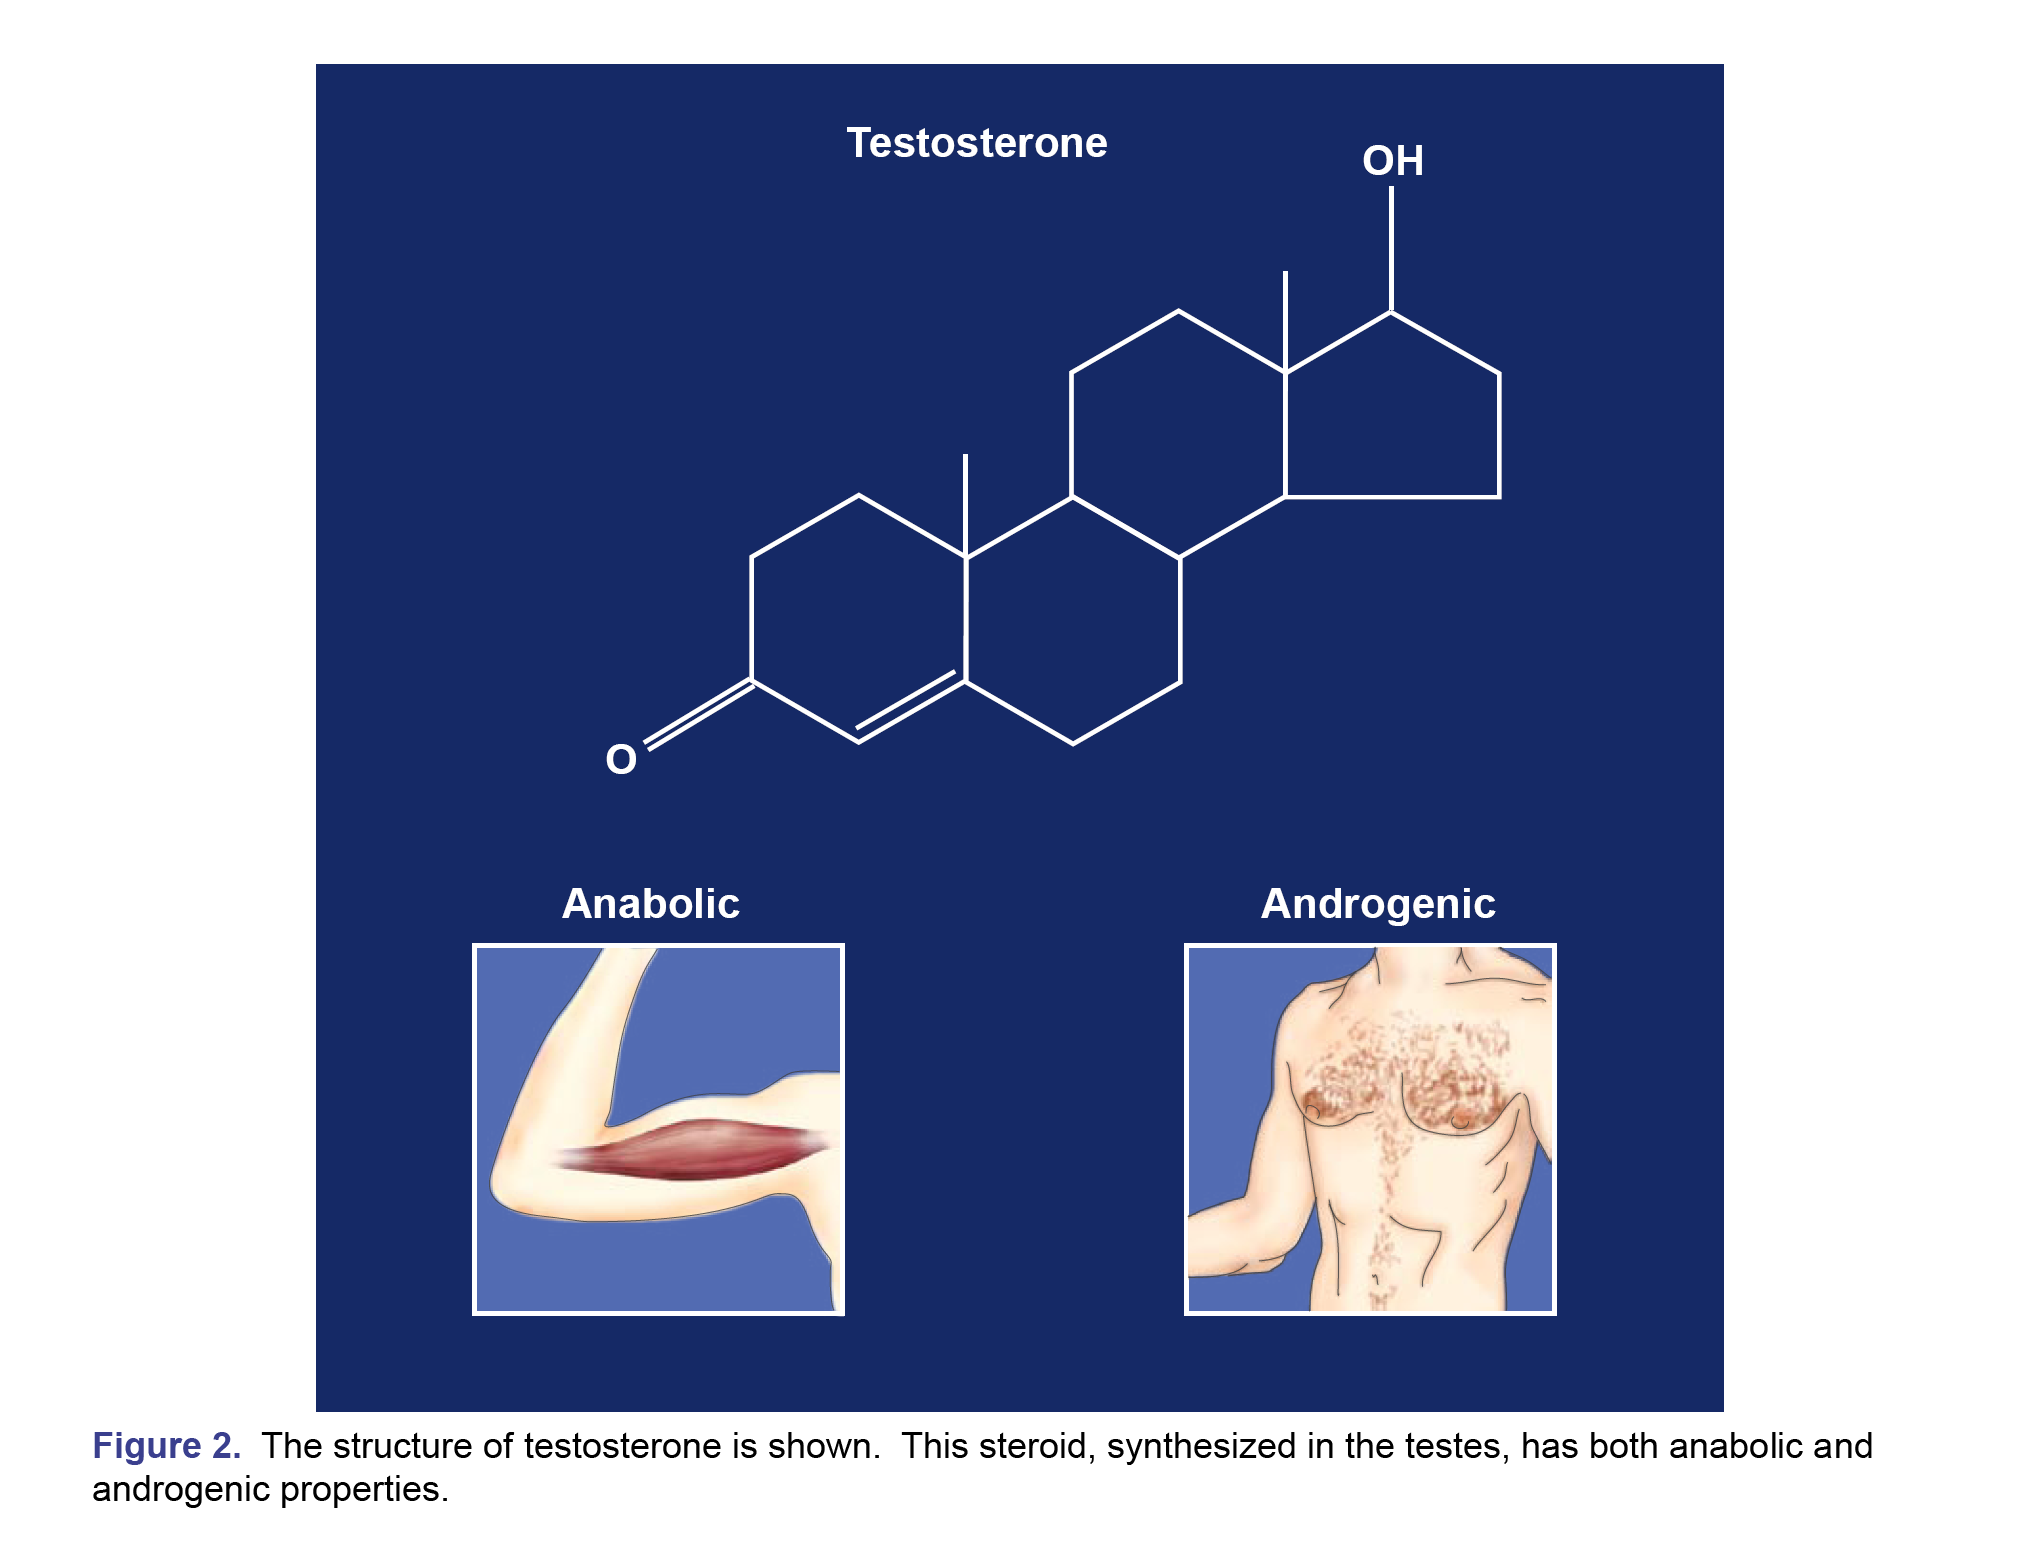 Testosterone
OH
O
Anabolic
Androgenic
Figure 2.  The structure of testosterone is shown.  This steroid, synthesized in the testes, has both anabolic and
androgenic properties.